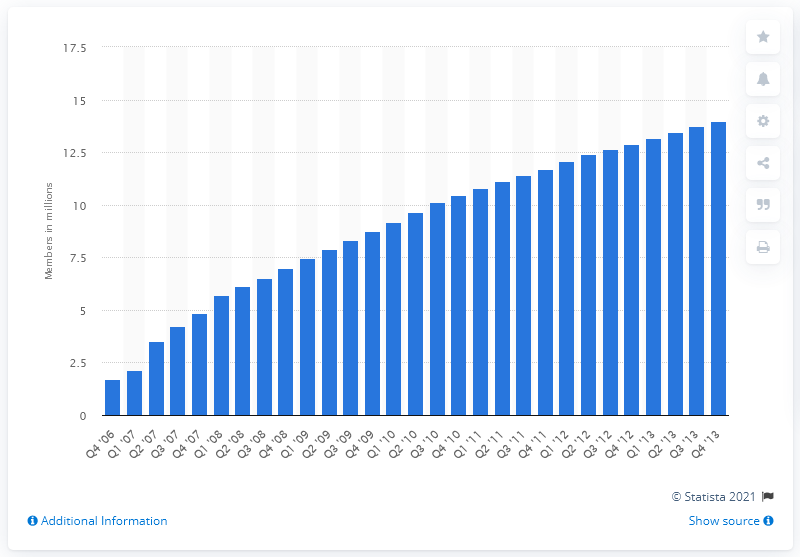 17.5
15
12.5
10
7.5
5
2.5
0
Members in millions
Q4 '06
Q1 '07
Q2 '07
Q3 '07
Q4 '07
Q1 '08
Q2 '08
Q3 '08
Q4 '08
Q1 '09
Q2 '09
Q3 '09
Q4 '09
Q1 '10
Q2 '10
Q3 '10
Q4 '10
Q1 '11
Q2 '11
Q3 '11
Q4 '11
Q1 '12
Q2 '12
Q3 '12
Q4 '12
Q1 '13
Q2 '13
Q3 '13
Q4 '13
© Statista 2021
Additional Information
Show source